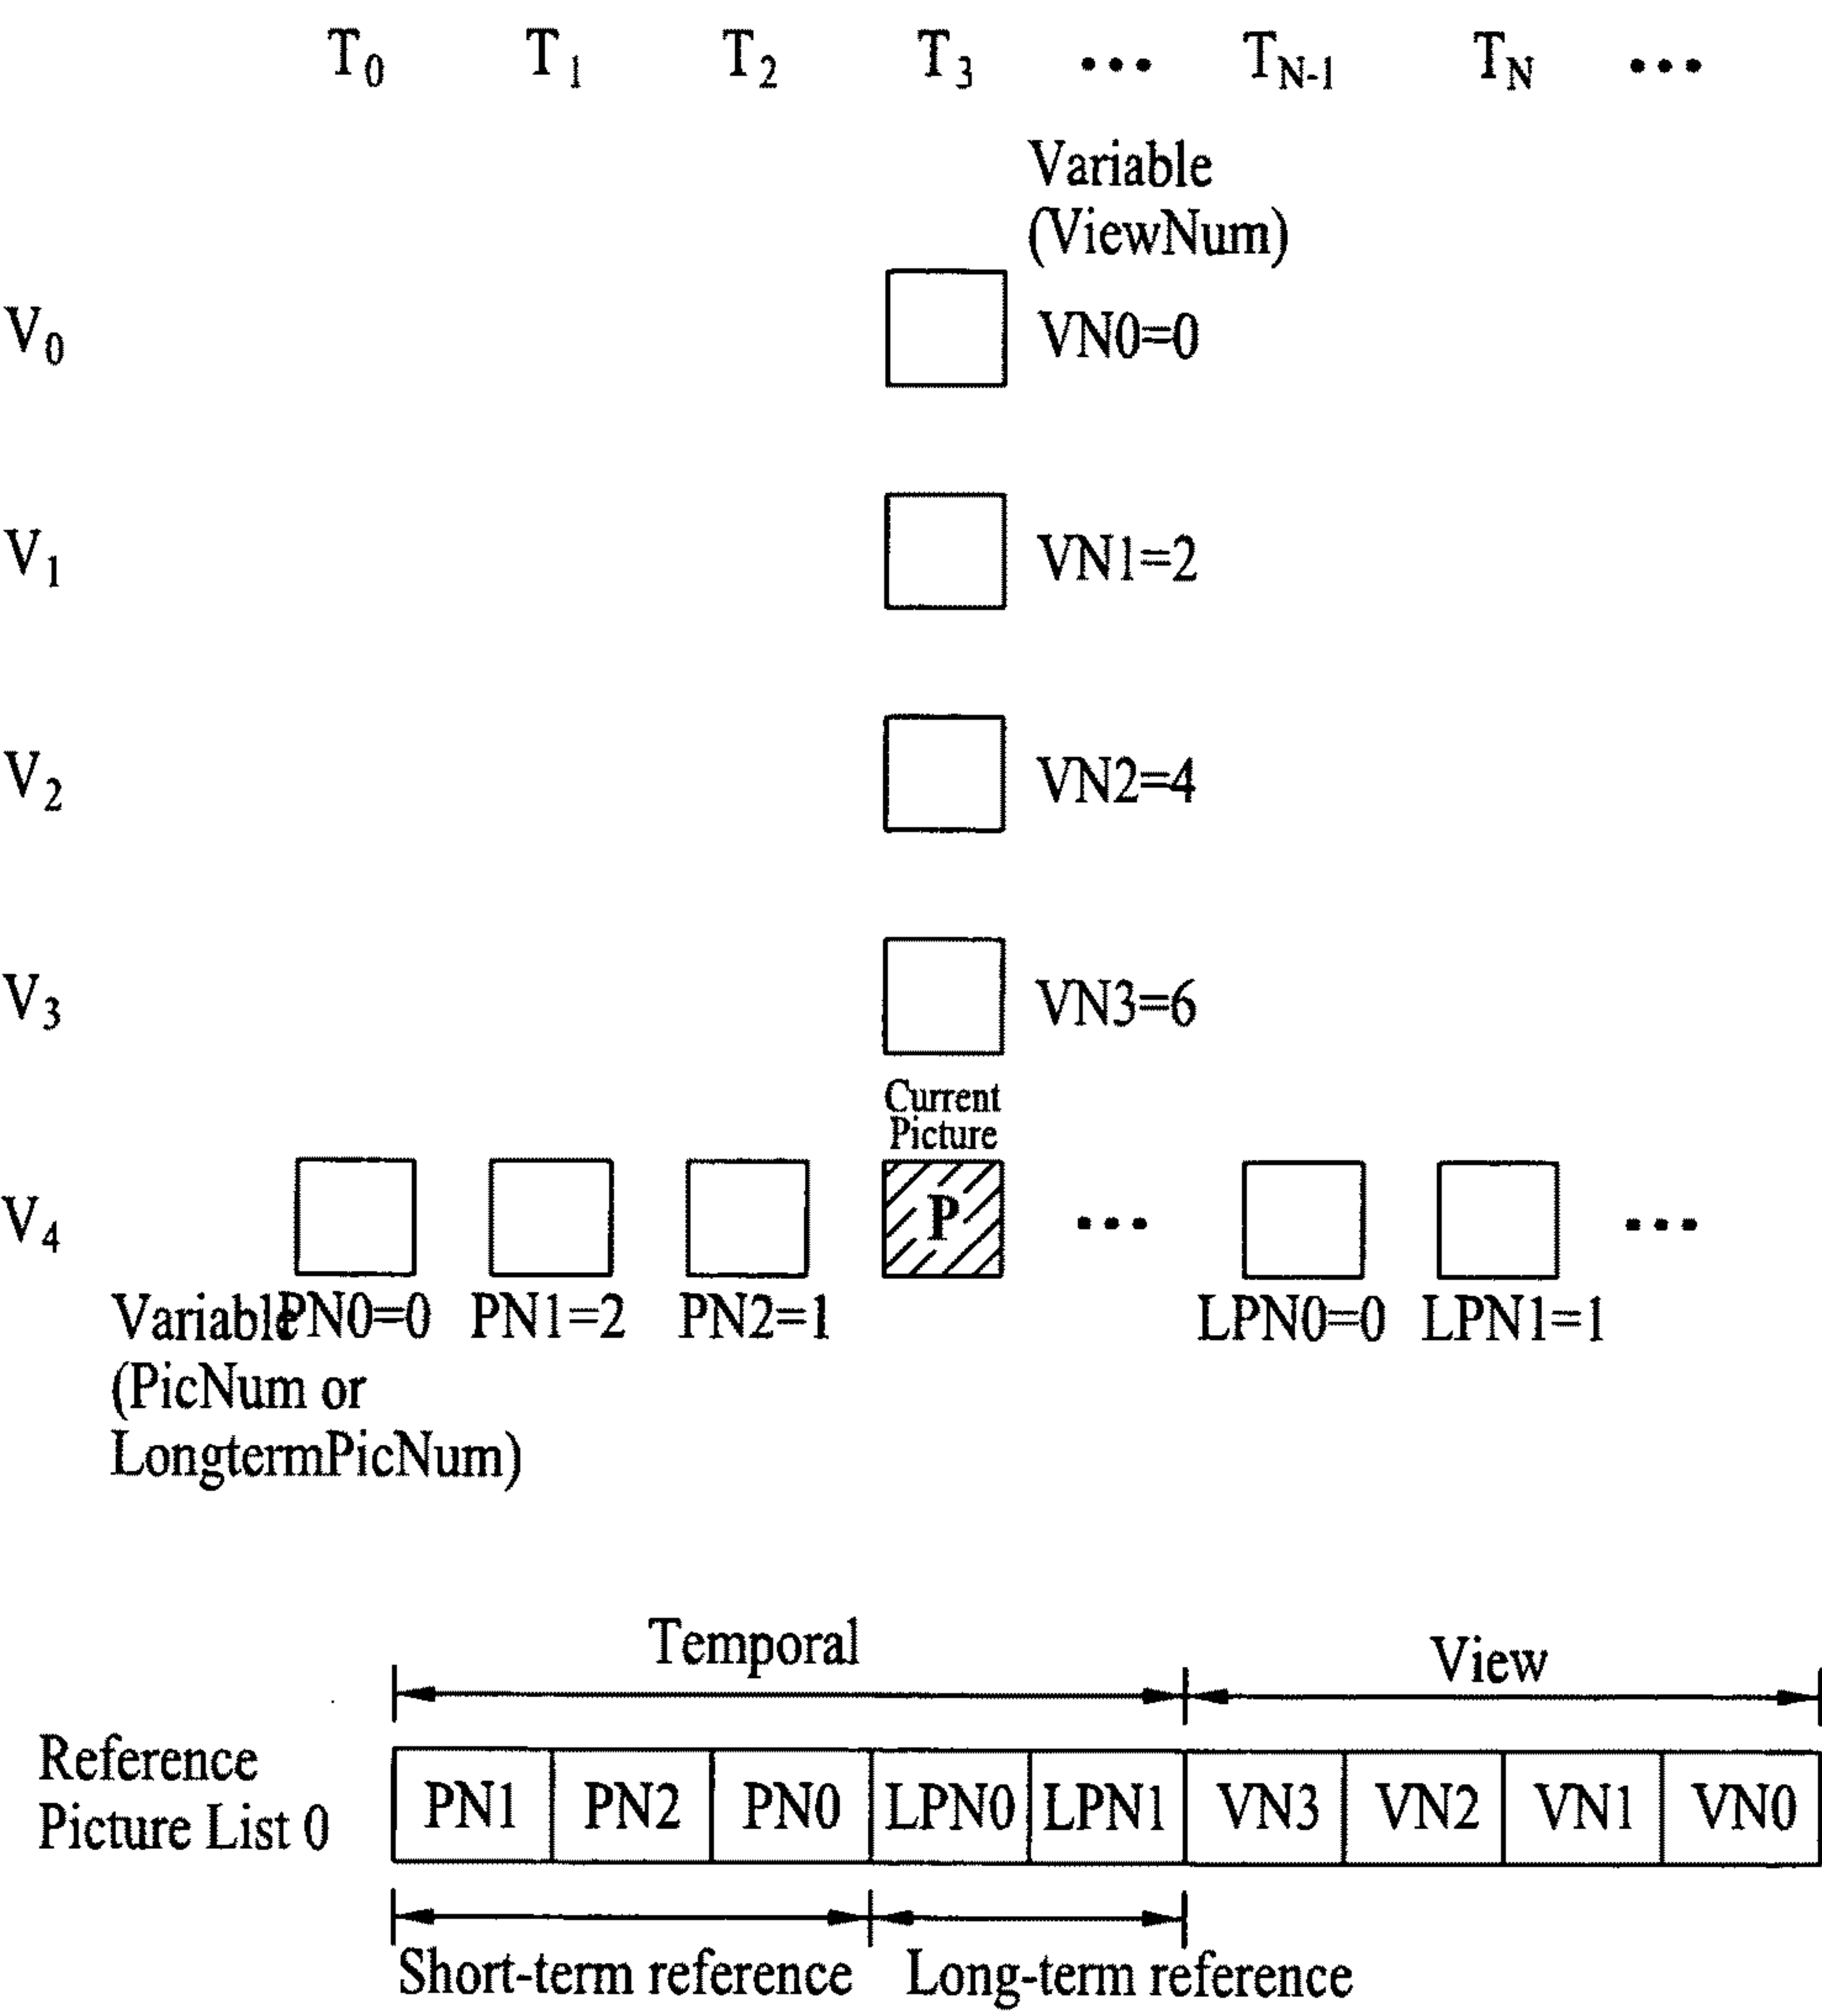 T0 T1 T2 T3 ... TN-1 TN ...
Variable
(ViewNum)
V0 VN0=0
V1 VN1=2
V2 VN2=4
V3 VN3=6
Current
Picture
V4 P ... ...
PN0=0 PN1=2 PN2=1 LPN0=0 LPN1=1
Variable
(PicNum or
LongtermPicNum)
Temporal View
Reference
Picture List 0
PN1 PN2 PN0 LPN0 LPN1 VN3 VN2 VN1 VN0
Short-term reference Long-term reference